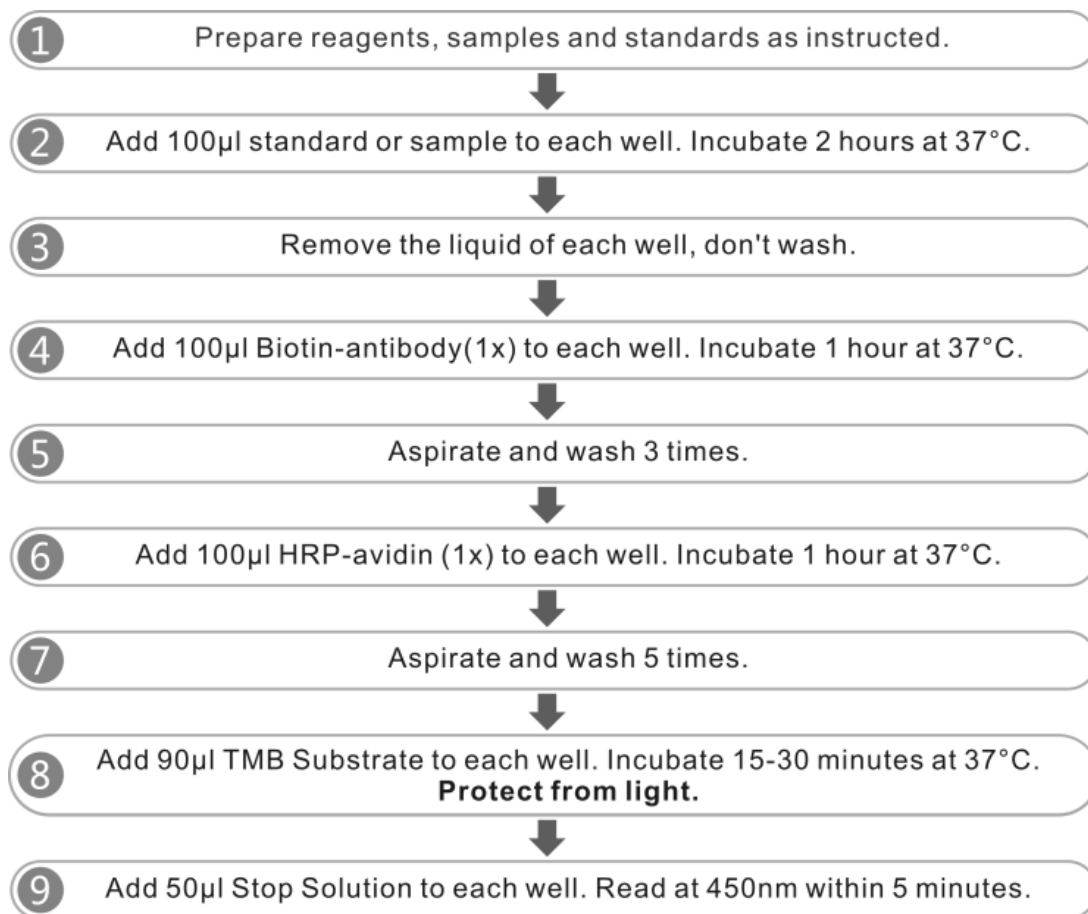 1 Prepare reagents, samples and standards as instructed.
2 Add 100µl standard or sample to each well. Incubate 2 hours at 37°C.
3 Remove the liquid of each well, don't wash.
4 Add 100µl Biotin-antibody(1x) to each well. Incubate 1 hour at 37°C.
5 Aspirate and wash 3 times.
6 Add 100µl HRP-avidin (1x) to each well. Incubate 1 hour at 37°C.
7 Aspirate and wash 5 times.
8 Add 90µl TMB Substrate to each well. Incubate 15-30 minutes at 37°C.
Protect from light.
9 Add 50µl Stop Solution to each well. Read at 450nm within 5 minutes.